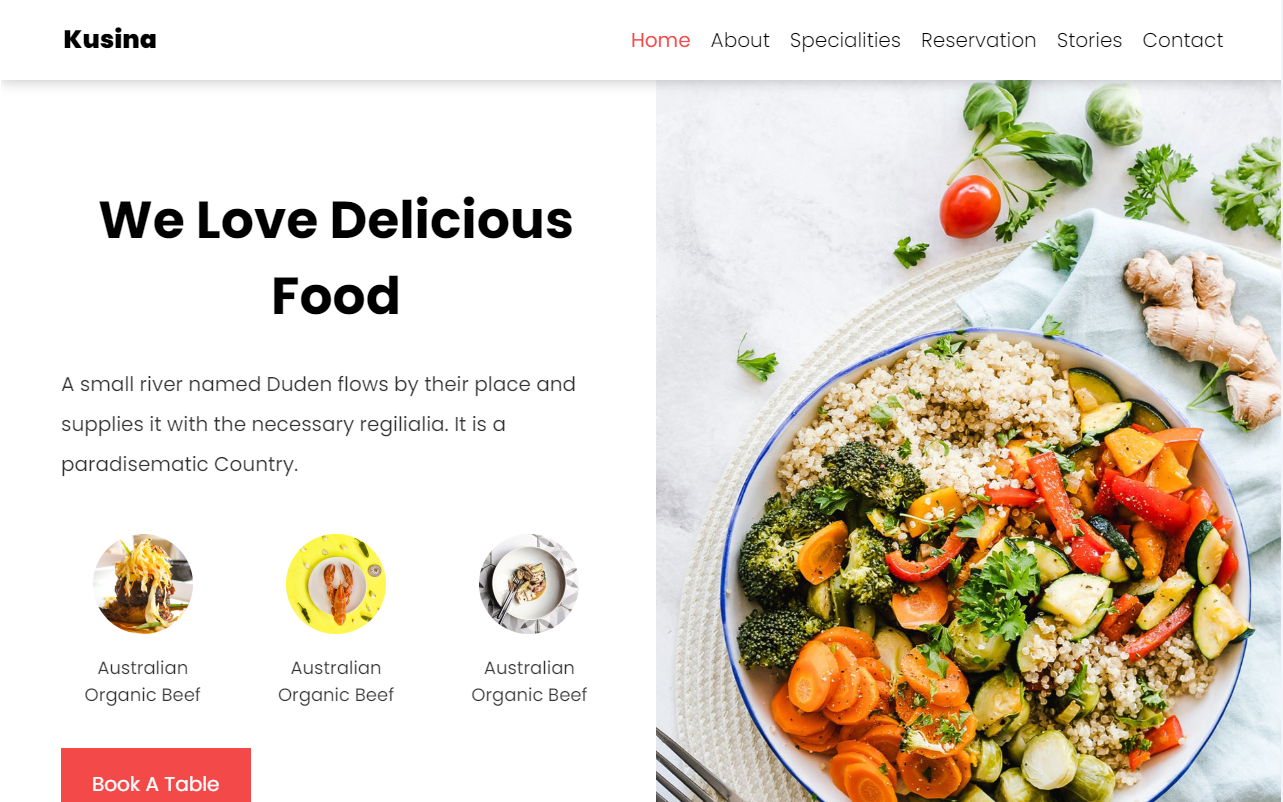 Kusina
Home About Specialities Reservation Stories Contact
We Love Delicious
Food
A small river named Duden flows by their place and
supplies it with the necessary regilialia. It is a
paradisematic Country.
Australian Australian Australian
Organic Beef Organic Beef Organic Beef
Book A Table